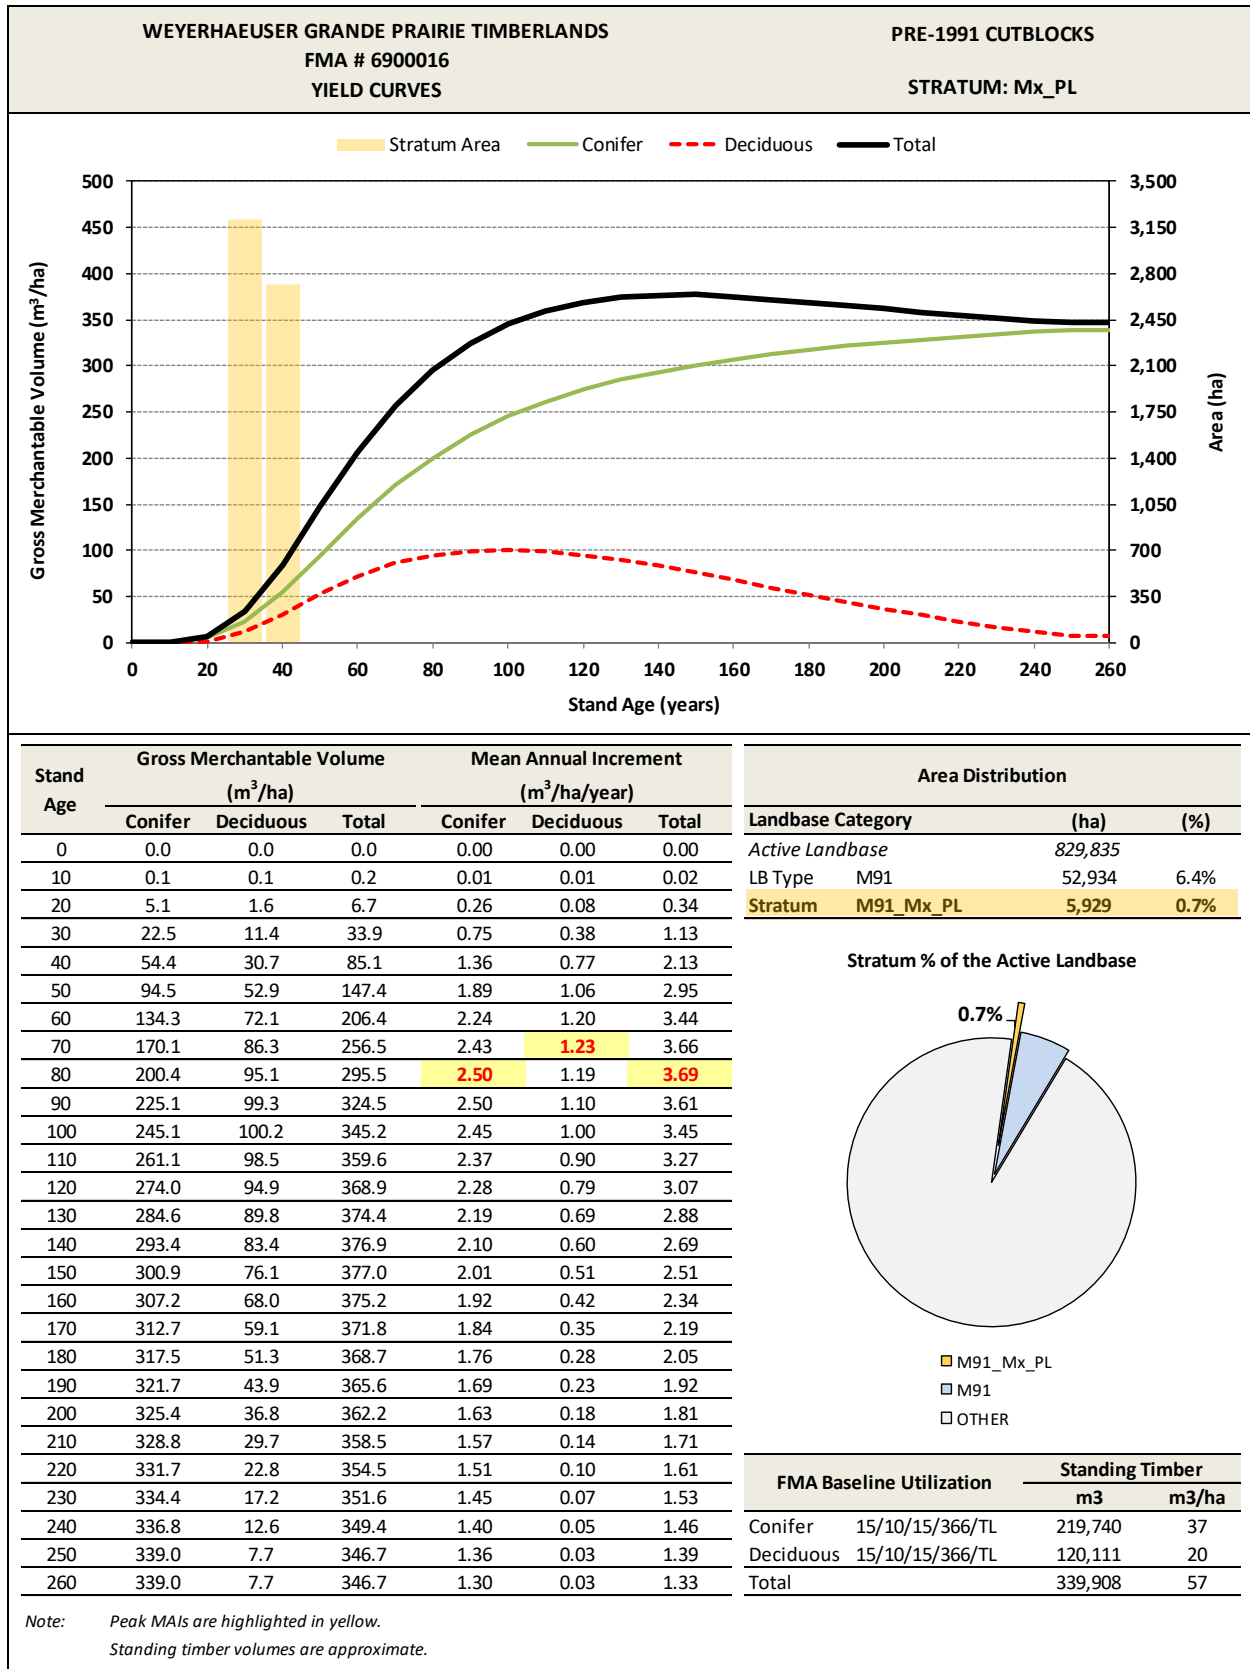 WEYERHAEUSER GRANDE PRAIRIE TIMBERLANDS
FMA # 6900016
YIELD CURVES
PRE-1991 CUTBLOCKS
STRATUM: Mx_PL
Stratum Area Conifer Deciduous Total
500
450
400
350
300
250
200
150
100
50
0
Gross Merchantable Volume (m³/ha)
3,500
3,150
2,800
2,450
2,100
1,750
1,400
1,050
700
350
0
Area (ha)
0 20 40 60 80 100 120 140 160 180 200 220 240 260
Stand Age (years)
Stand Age Gross Merchantable Volume (m³/ha) Mean Annual Increment (m³/ha/year)
Conifer Deciduous Total Conifer Deciduous Total
0 0.0 0.0 0.0 0.00 0.00 0.00
10 0.1 0.1 0.2 0.01 0.01 0.02
20 5.1 1.6 6.7 0.26 0.08 0.34
30 22.5 11.4 33.9 0.75 0.38 1.13
40 54.4 30.7 85.1 1.36 0.77 2.13
50 94.5 52.9 147.4 1.89 1.06 2.95
60 134.3 72.1 206.4 2.24 1.20 3.44
70 170.1 86.3 256.5 2.43 1.23 3.66
80 200.4 95.1 295.5 2.50 1.19 3.69
90 225.1 99.3 324.5 2.50 1.10 3.61
100 245.1 100.2 345.2 2.45 1.00 3.45
110 261.1 98.5 359.6 2.37 0.90 3.27
120 274.0 94.9 368.9 2.28 0.79 3.07
130 284.6 89.8 374.4 2.19 0.69 2.88
140 293.4 83.4 376.9 2.10 0.60 2.69
150 300.9 76.1 377.0 2.01 0.51 2.51
160 307.2 68.0 375.2 1.92 0.42 2.34
170 312.7 59.1 371.8 1.84 0.35 2.19
180 317.5 51.3 368.7 1.76 0.28 2.05
190 321.7 43.9 365.6 1.69 0.23 1.92
200 325.4 36.8 362.2 1.63 0.18 1.81
210 328.8 29.7 358.5 1.57 0.14 1.71
220 331.7 22.8 354.5 1.51 0.10 1.61
230 334.4 17.2 351.6 1.45 0.07 1.53
240 336.8 12.6 349.4 1.40 0.05 1.46
250 339.0 7.7 346.7 1.36 0.03 1.39
260 339.0 7.7 346.7 1.30 0.03 1.33
Area Distribution
Landbase Category (ha) (%)
Active Landbase 829,835
LB Type M91 52,934 6.4%
Stratum M91_Mx_PL 5,929 0.7%
Stratum % of the Active Landbase
0.7%
M91_Mx_PL
M91
OTHER
FMA Baseline Utilization Standing Timber
m3 m3/ha
Conifer 15/10/15/366/TL 219,740 37
Deciduous 15/10/15/366/TL 120,111 20
Total 339,908 57
Note: Peak MAIs are highlighted in yellow.
Standing timber volumes are approximate.